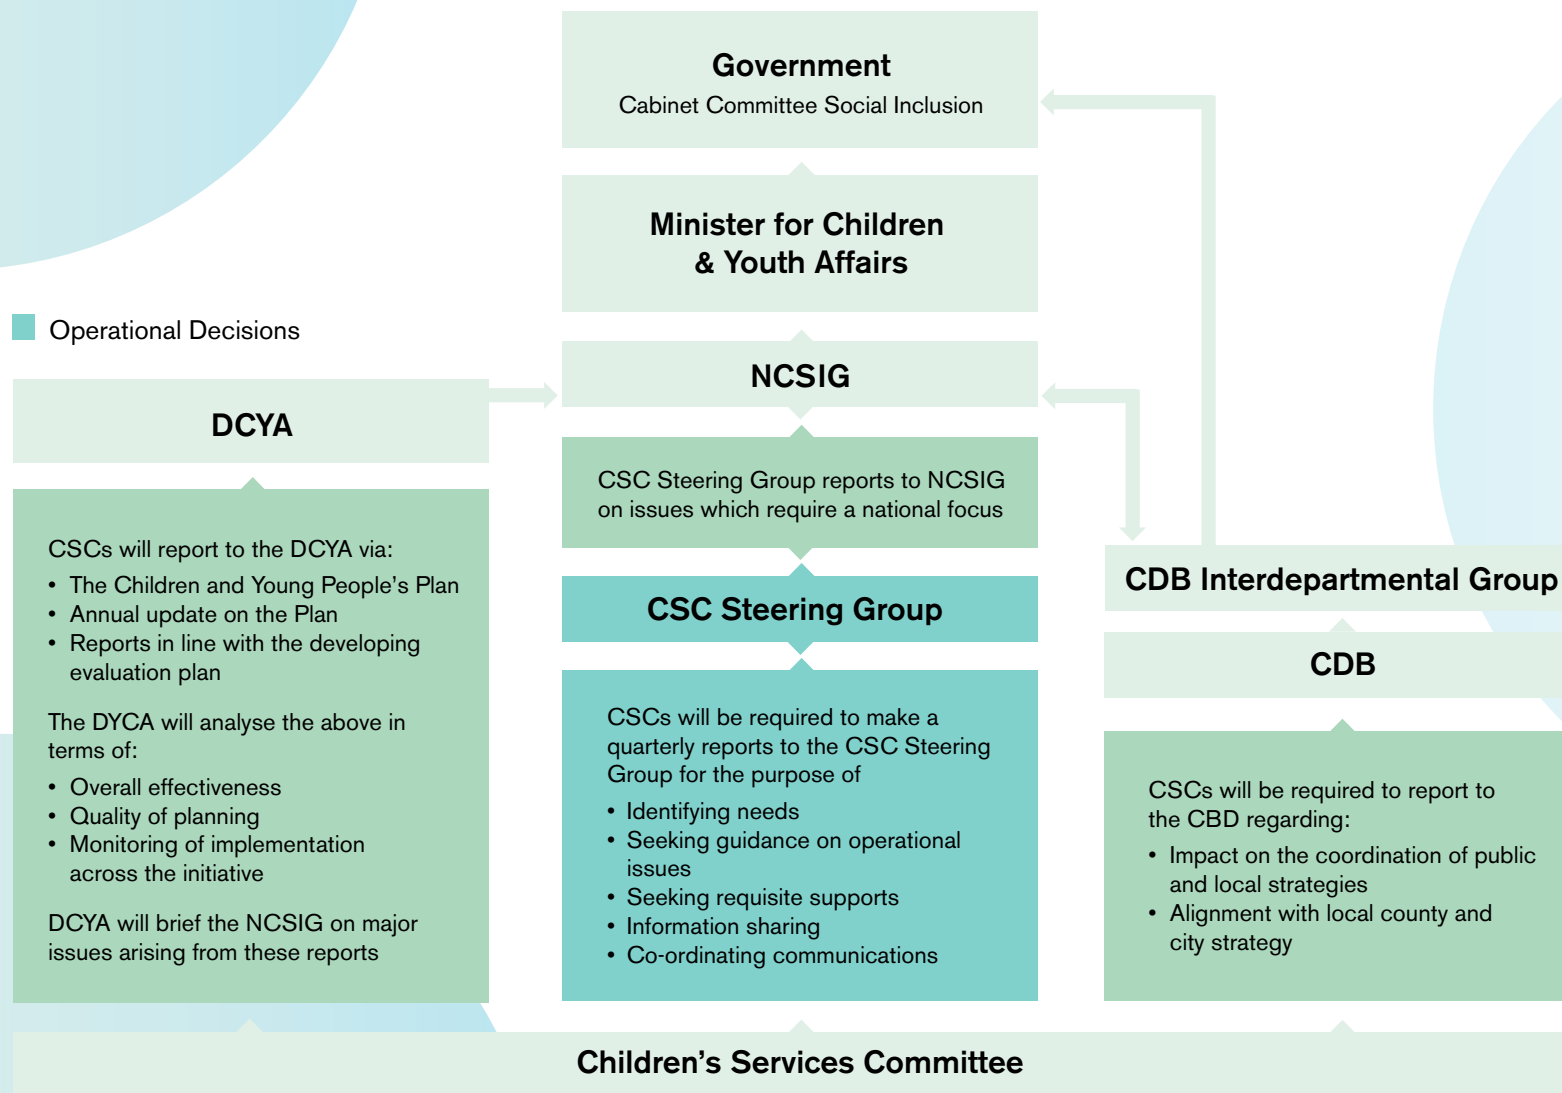 Government
Cabinet Committee Social Inclusion
Minister for Children
& Youth Affairs
Operational Decisions
NCSIG
DCYA
CSC Steering Group reports to NCSIG
on issues which require a national focus
CSCs will report to the DCYA via:
• The Children and Young People's Plan
• Annual update on the Plan
• Reports in line with the developing
evaluation plan
The DYCA will analyse the above in
terms of:
• Overall effectiveness
• Quality of planning
• Monitoring of implementation
across the initiative
DCYA will brief the NCSIG on major
issues arising from these reports
CSC Steering Group
CSCs will be required to make a
quarterly reports to the CSC Steering
Group for the purpose of
• Identifying needs
• Seeking guidance on operational
issues
• Seeking requisite supports
• Information sharing
• Co-ordinating communications
CDB Interdepartmental Group
CDB
CSCs will be required to report to
the CBD regarding:
• Impact on the coordination of public
and local strategies
• Alignment with local county and
city strategy
Children's Services Committee